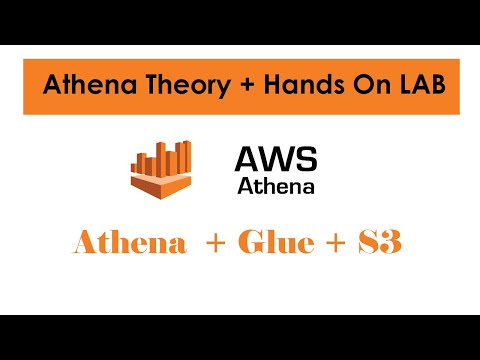 Athena Theory + Hands On LAB
AWS
Athena
Athena + Glue + S3